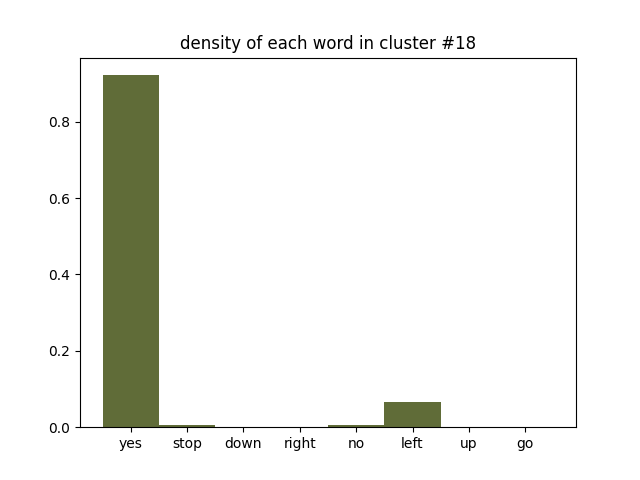 density of each word in cluster #18
0.8
0.6
0.4
0.2
0.0
yes stop down right no left up go